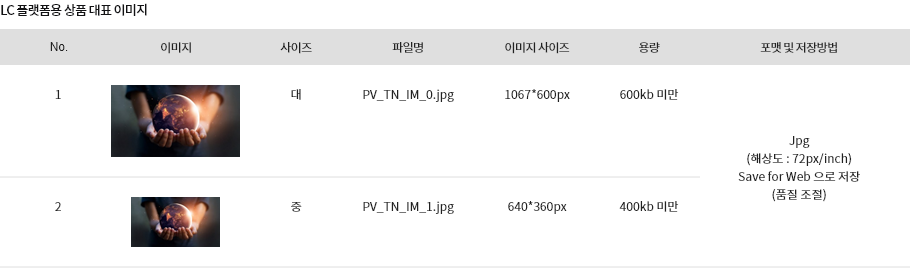 LC 플랫폼용 상품 대표 이미지
No. 이미지 사이즈 파일명 이미지 사이즈 용량 포맷 및 저장방법
1 대 PV_TN_IM_0.jpg 1067*600px 600kb 미만
Jpg
(해상도 : 72px/inch)
Save for Web 으로 저장
(품질 조절)
2 중 PV_TN_IM_1.jpg 640*360px 400kb 미만